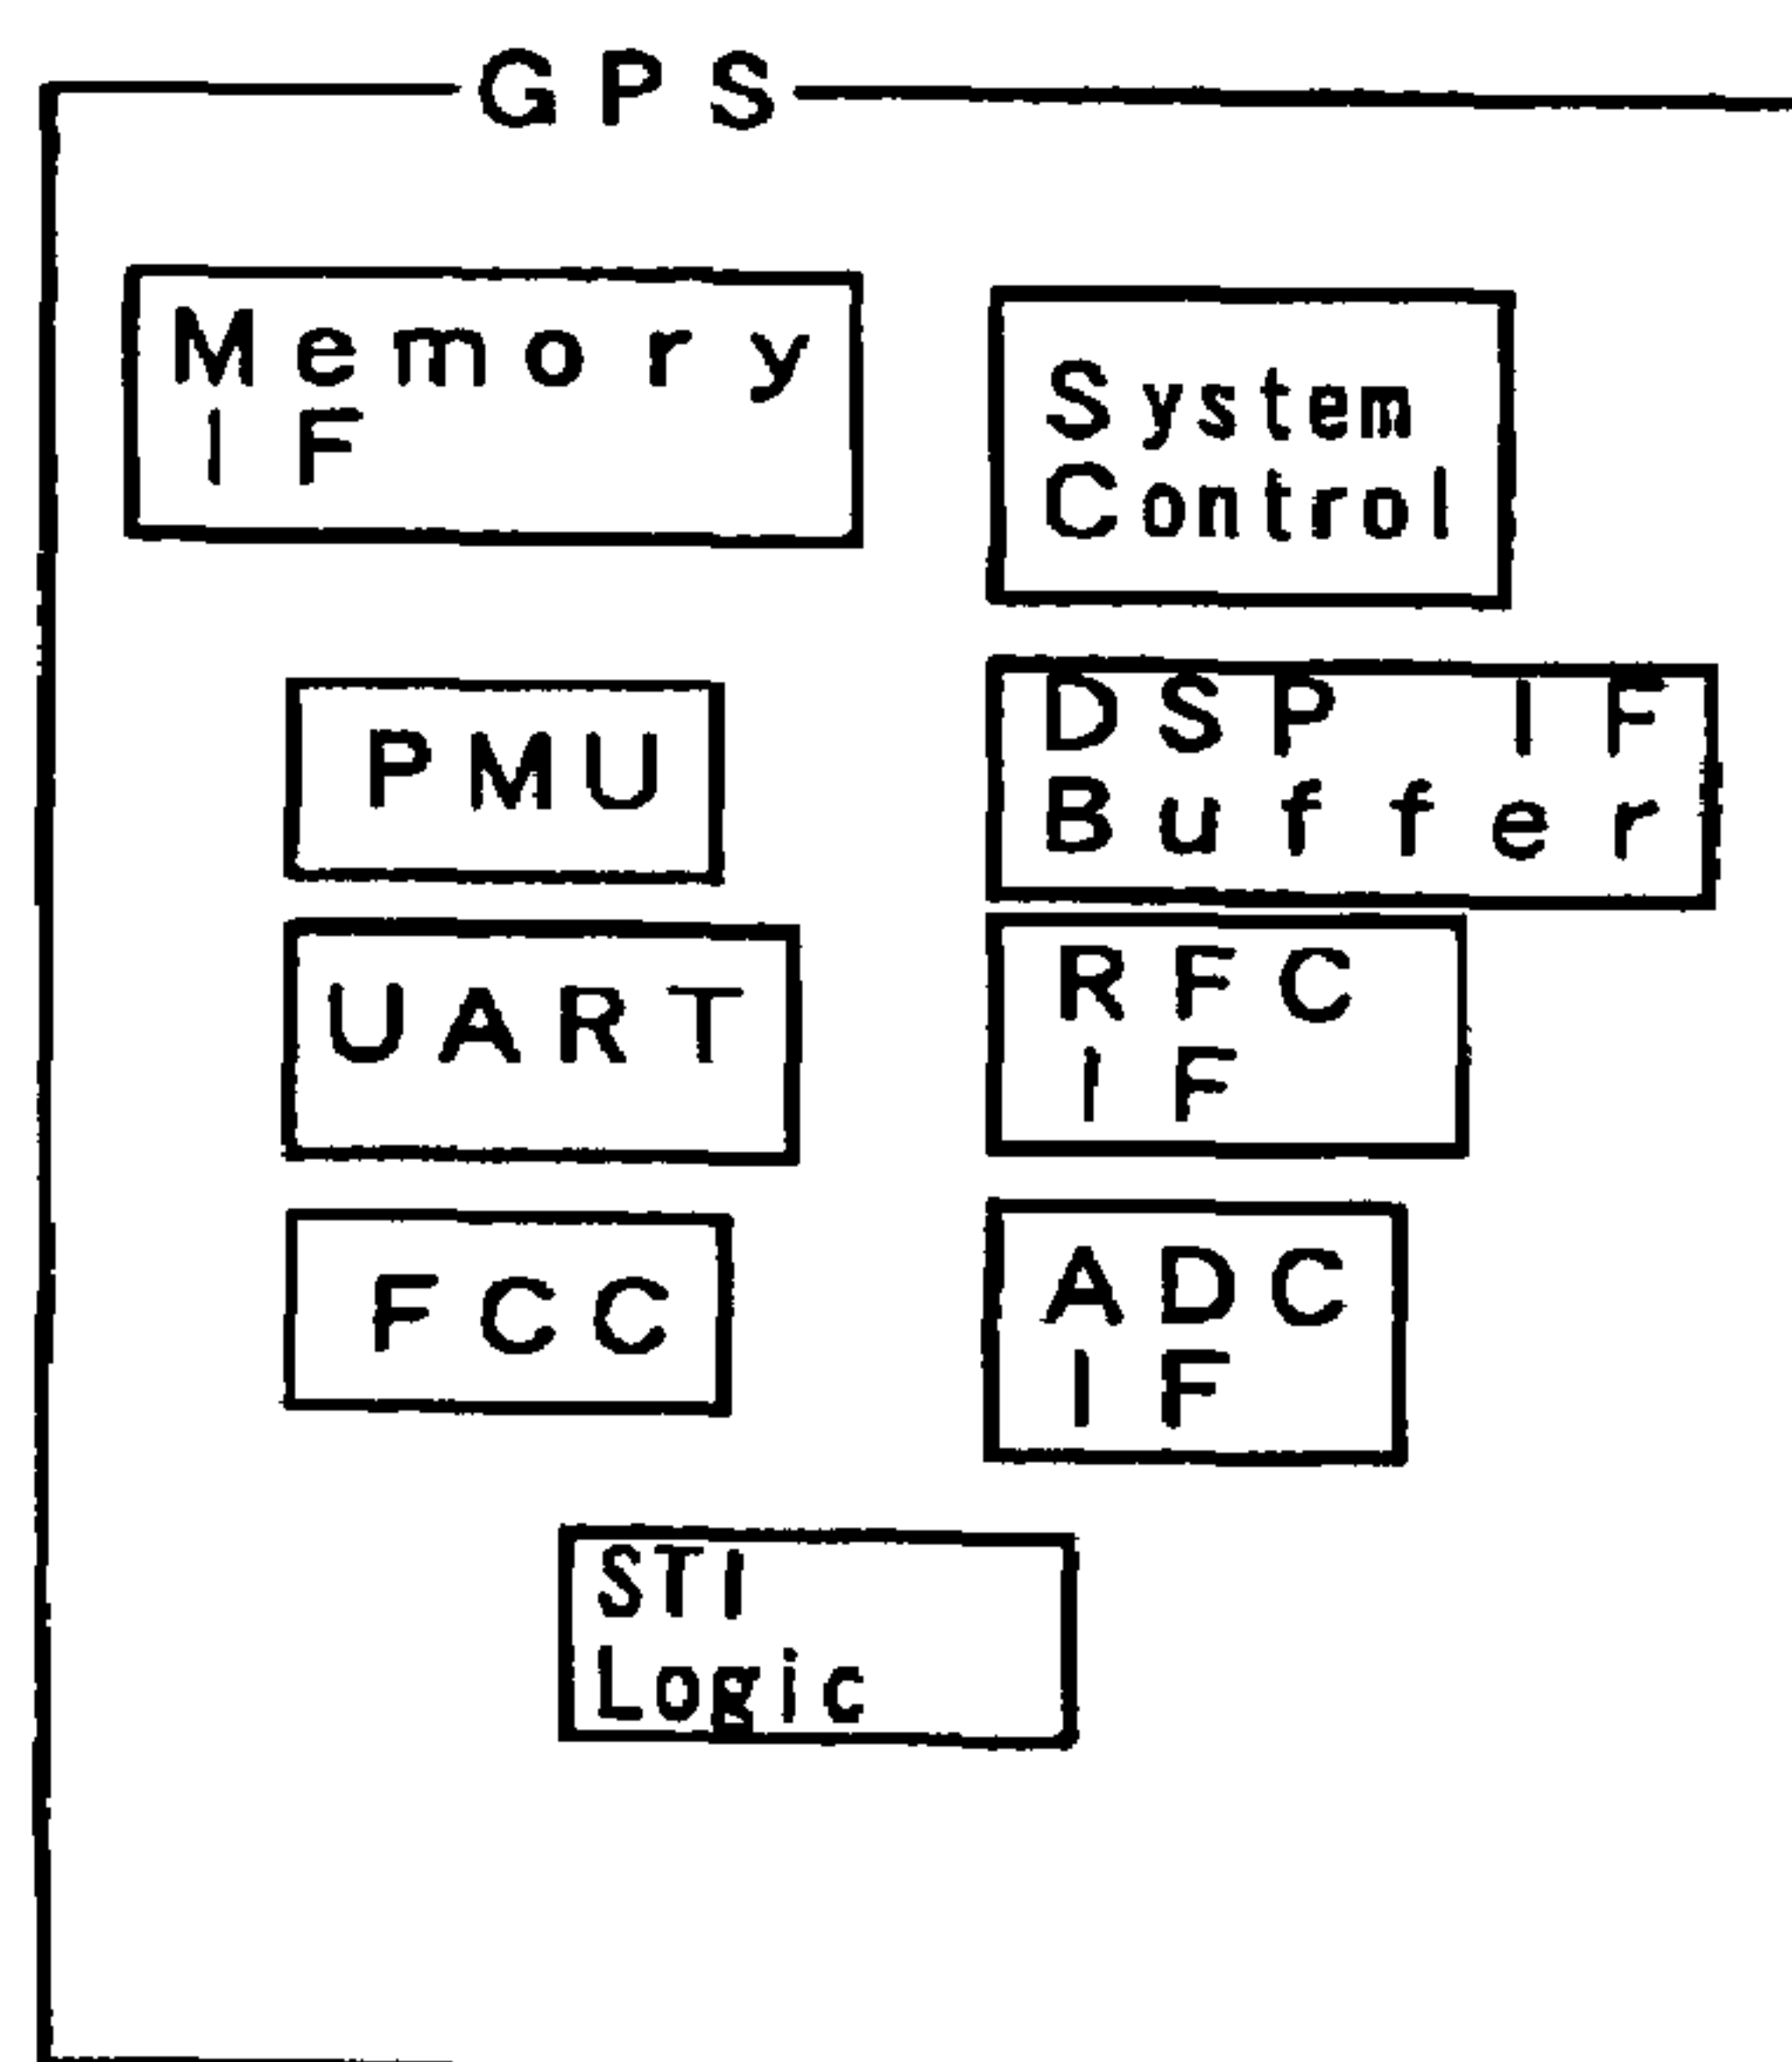 GPS
Memory
IF
System
Control
PMU
DSP IF
Buffer
UART
RFC
IF
FCC
ADC
IF
STI
Logic